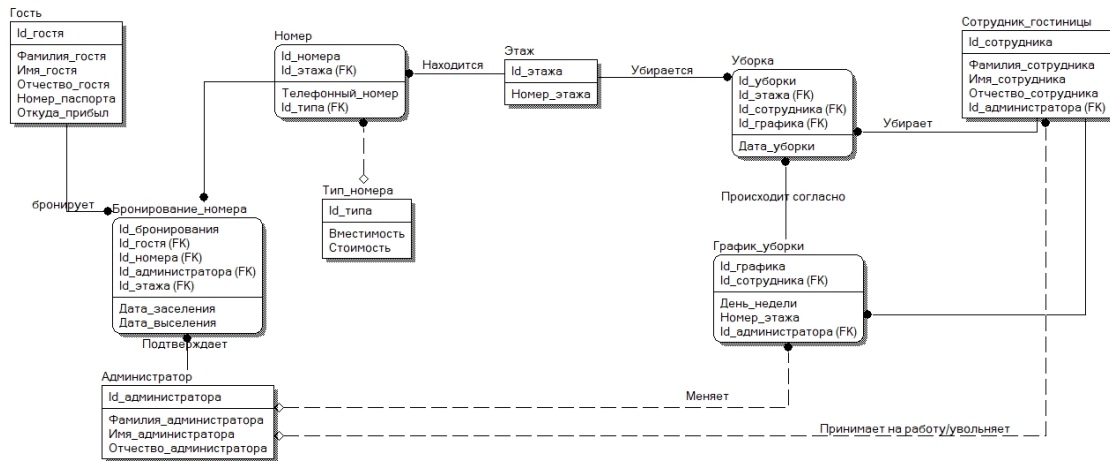 Гость
Id_гостя
Фамилия_гостя
Имя_гостя
Отчество_гостя
Номер_паспорта
Откуда_прибыл
Номер
Id_номера
Id_этажа (FK)
Телефонный_номер
Id_типа (FK)
Находится
Этаж
Id_этажа
Номер_этажа
Убирается
Уборка
Id_уборки
Id_этажа (FK)
Id_сотрудника (FK)
Id_графика (FK)
Дата_уборки
Убирает
Сотрудник_гостиницы
Id_сотрудника
Фамилия_сотрудника
Имя_сотрудника
Отчество_сотрудника
Id_администратора (FK)
Тип_номера
Id_типа
Вместимость
Стоимость
Происходит согласно
бронирует
Бронирование_номера
Id_бронирования
Id_гостя (FK)
Id_номера (FK)
Id_администратора (FK)
Id_этажа (FK)
Дата_заселения
Дата_выселения
График_уборки
Id_графика
Id_сотрудника (FK)
День_недели
Номер_этажа
Id_администратора (FK)
Подтверждает
Администратор
Id_администратора
Фамилия_администратора
Имя_администратора
Отчество_администратора
Меняет
Принимает на работу/увольняет